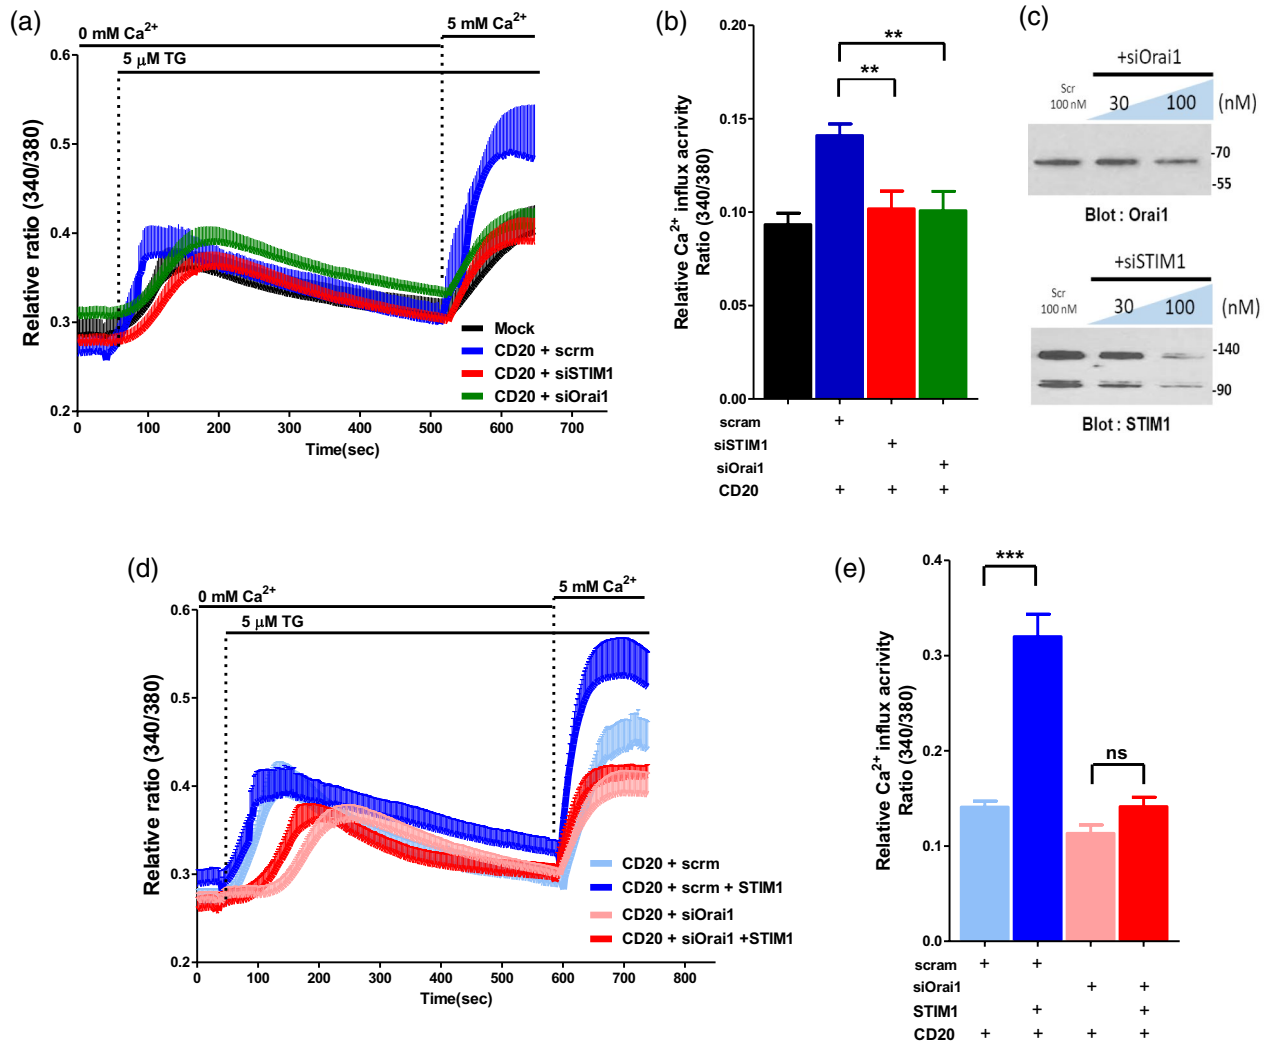 (a)
0 mM Ca2+
5 mM Ca2+
5 μM TG
0.6
0.5
0.4
0.3
0.2
Relative ratio (340/380)
Mock
CD20 + scrm
CD20 + siSTIM1
CD20 + siOrai1
0 100 200 300 400 500 600 700
Time(sec)
(b)
0.20
0.15
0.10
0.05
0.00
Relative Ca2+ influx acrivity
Ratio (340/380)
**
**
scram +
siSTIM1 +
siOrai1 +
CD20 + + +
(c)
+siOrai1
Scr
100 nM
30 100 (nM)
-70
-55
Blot : Orai1
+siSTIM1
Scr
100 nM
30 100 (nM)
-140
-90
Blot : STIM1
(d)
0 mM Ca2+
5 mM Ca2+
5 μM TG
0.6
0.5
0.4
0.3
0.2
Relative ratio (340/380)
CD20 + scrm
CD20 + scrm + STIM1
CD20 + siOrai1
CD20 + siOrai1 +STIM1
0 100 200 300 400 500 600 700 800
Time(sec)
(e)
0.4
0.3
0.2
0.1
0.0
Relative Ca2+ influx acrivity
Ratio (340/380)
***
ns
scram + +
siOrai1 + +
STIM1 + +
CD20 + + + +